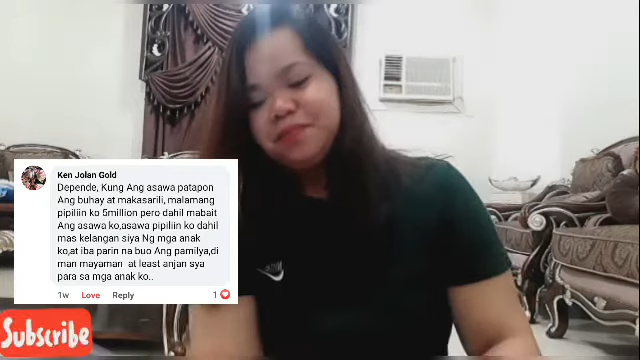 Ken Jolan Gold
Depende, Kung Ang asawa patapon
Ang buhay at makasarili, malamang
pipiliin ko 5million pero dahil mabait
Ang asawa ko,asawa pipiliin ko dahil
mas kelangan siya Ng mga anak
ko,at iba parin na buo Ang pamilya,di
man mayaman at least anjan sya
para sa mga anak ko..
1w Love Reply 1
Subscribe